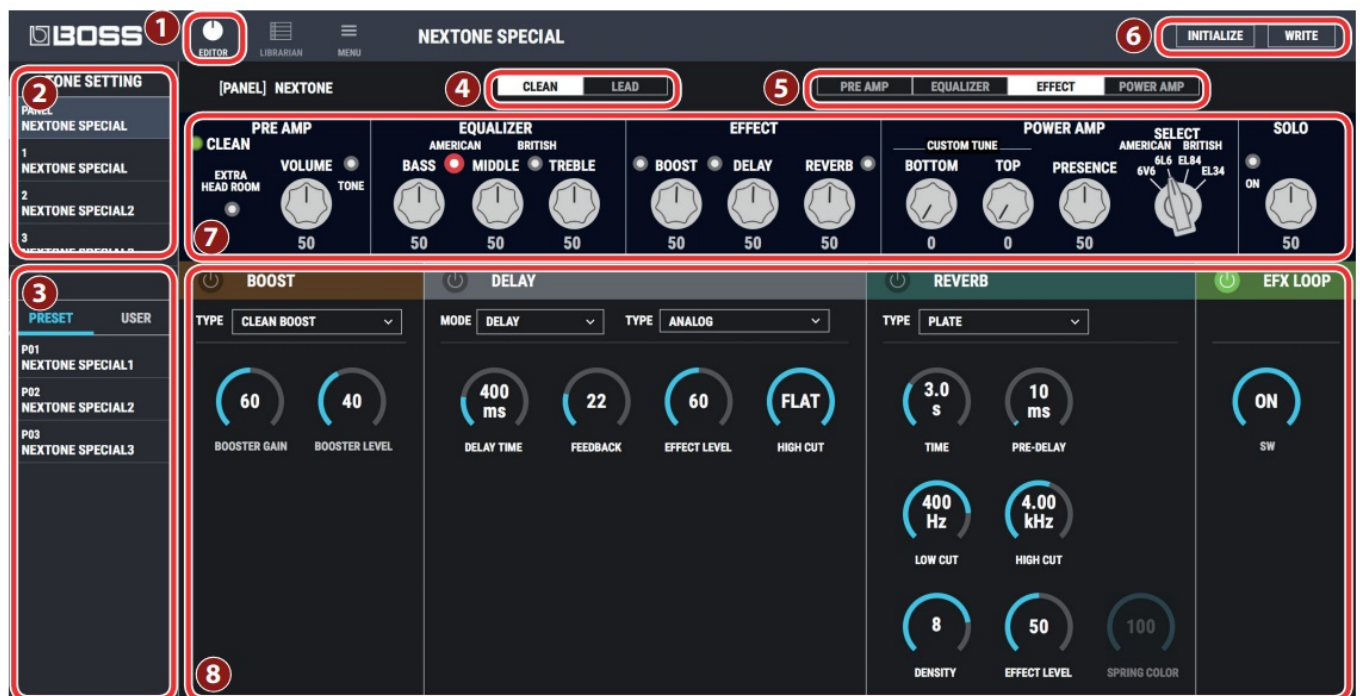 BOSS
1
EDITOR
LIBRARIAN
MENU
NEXTONE SPECIAL
6
INITIALIZE
WRITE
2
TONE SETTING
PANEL
NEXTONE SPECIAL
1
NEXTONE SPECIAL
2
NEXTONE SPECIAL2
3
[PANEL] NEXTONE
4
CLEAN
LEAD
5
PRE AMP
EQUALIZER
EFFECT
POWER AMP
7
PRE AMP
CLEAN
EXTRA
HEAD ROOM
VOLUME
TONE
50
EQUALIZER
AMERICAN
BRITISH
BASS
MIDDLE
TREBLE
50
50
50
EFFECT
BOOST
DELAY
REVERB
50
50
50
POWER AMP
CUSTOM TUNE
BOTTOM
TOP
PRESENCE
0
0
50
SELECT
AMERICAN BRITISH
6V6
6L6
EL84
EL34
SOLO
ON
50
3
PRESET
USER
P01
NEXTONE SPECIAL1
P02
NEXTONE SPECIAL2
P03
NEXTONE SPECIAL3
8
BOOST
TYPE
CLEAN BOOST
60
BOOSTER GAIN
40
BOOSTER LEVEL
DELAY
MODE
DELAY
TYPE
ANALOG
400
ms
DELAY TIME
22
FEEDBACK
60
EFFECT LEVEL
FLAT
HIGH CUT
REVERB
TYPE
PLATE
3.0
s
TIME
10
ms
PRE-DELAY
400
Hz
LOW CUT
4.00
kHz
HIGH CUT
8
DENSITY
50
EFFECT LEVEL
100
SPRING COLOR
EFX LOOP
ON
SW